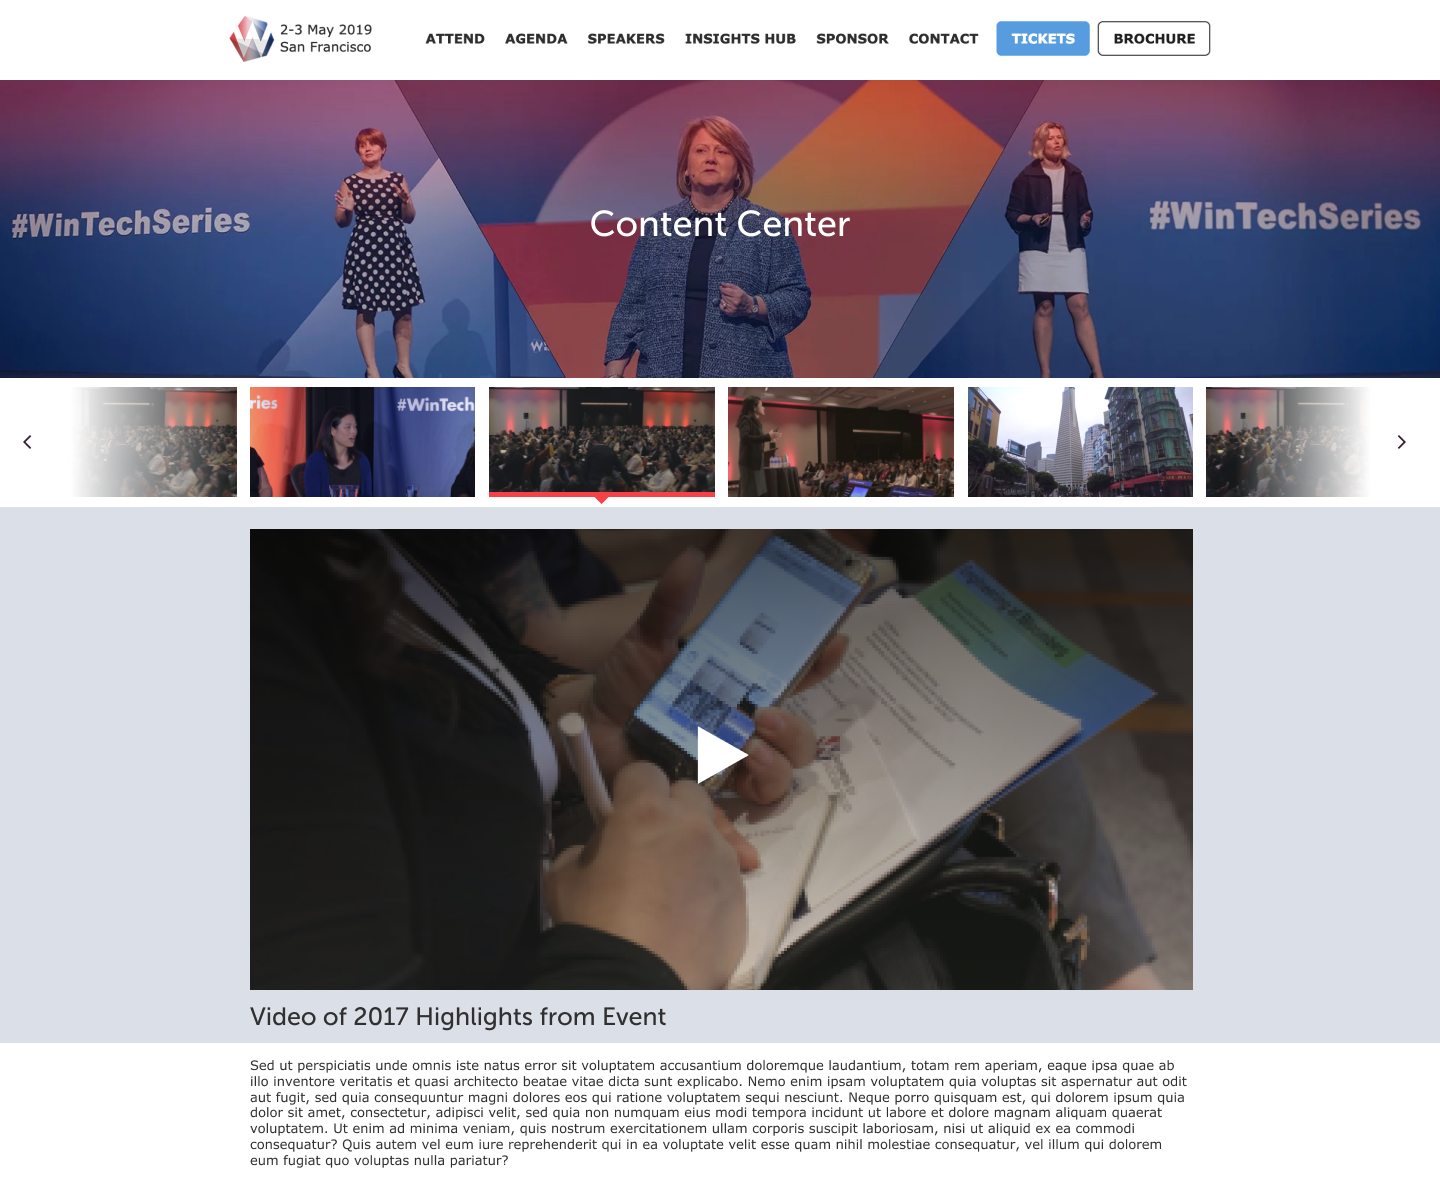 2-3 May 2019
San Francisco
ATTEND AGENDA SPEAKERS INSIGHTS HUB SPONSOR CONTACT TICKETS BROCHURE
#WinTechSeries
Content Center
#WinTechSeries
ries
#WinTech
Video of 2017 Highlights from Event
Sed ut perspiciatis unde omnis iste natus error sit voluptatem accusantium doloremque laudantium, totam rem aperiam, eaque ipsa quae ab
illo inventore veritatis et quasi architecto beatae vitae dicta sunt explicabo. Nemo enim ipsam voluptatem quia voluptas sit aspernatur aut odit
aut fugit, sed quia consequuntur magni dolores eos qui ratione voluptatem sequi nesciunt. Neque porro quisquam est, qui dolorem ipsum quia
dolor sit amet, consectetur, adipisci velit, sed quia non numquam eius modi tempora incidunt ut labore et dolore magnam aliquam quaerat
voluptatem. Ut enim ad minima veniam, quis nostrum exercitationem ullam corporis suscipit laboriosam, nisi ut aliquid ex ea commodi
consequatur? Quis autem vel eum iure reprehenderit qui in ea voluptate velit esse quam nihil molestiae consequatur, vel illum qui dolorem
eum fugiat quo voluptas nulla pariatur?